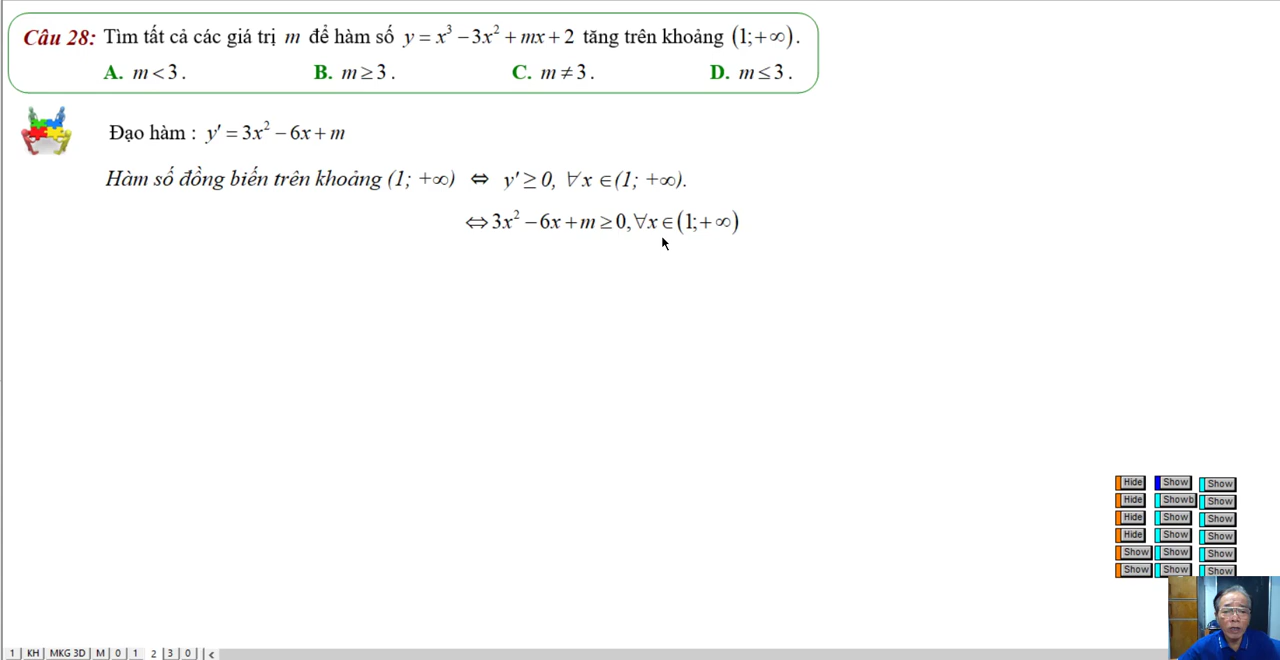 Câu 28: Tìm tất cả các giá trị m để hàm số y = x³ − 3x² + mx + 2 tăng trên khoảng (1; +∞).
A. m < 3. B. m ≥ 3. C. m ≠ 3. D. m ≤ 3.
Đạo hàm : y′ = 3x² − 6x + m
Hàm số đồng biến trên khoảng (1; +∞) ⇔ y′ ≥ 0, ∀x ∈ (1; +∞).
⇔ 3x² − 6x + m ≥ 0, ∀x ∈ (1; +∞)
Hide Show Show
Hide Showb Show
Hide Show Show
Hide Show Show
Show Show Show
Show Show Show
1 | KH | MKG 3D | M | 0 | 1 2 | 3 | 0 | | <